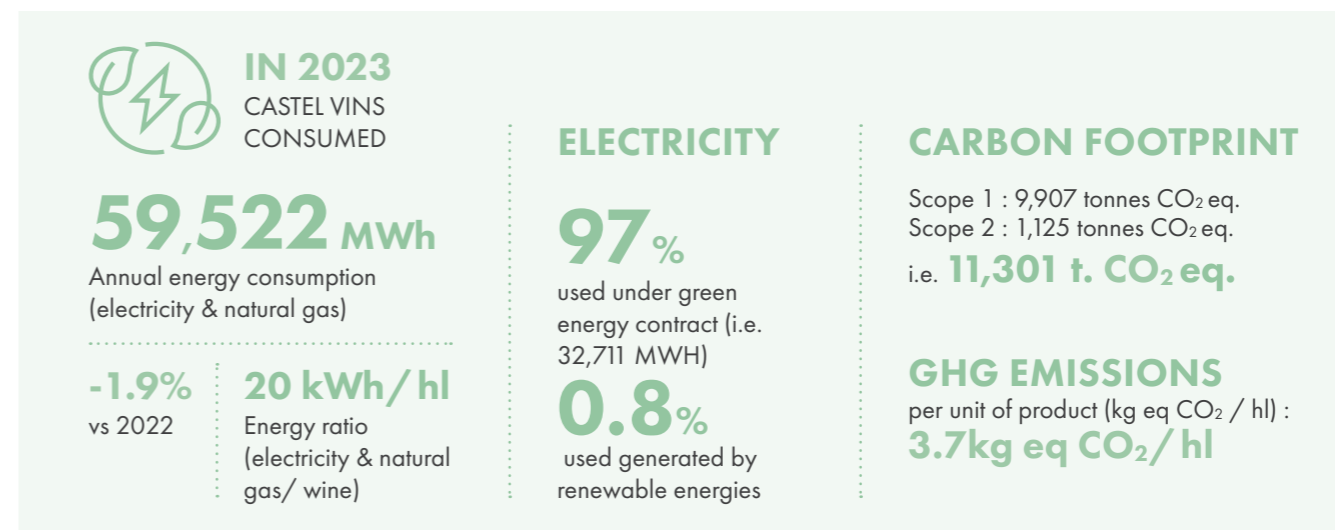 IN 2023
CASTEL VINS
CONSUMED
59,522 MWh
Annual energy consumption
(electricity & natural gas)
-1.9%
vs 2022
20 kWh/hl
Energy ratio
(electricity & natural
gas/ wine)
ELECTRICITY
97%
used under green
energy contract (i.e.
32,711 MWH)
0.8%
used generated by
renewable energies
CARBON FOOTPRINT
Scope 1 : 9,907 tonnes CO₂ eq.
Scope 2 : 1,125 tonnes CO₂ eq.
i.e. 11,301 t. CO₂ eq.
GHG EMISSIONS
per unit of product (kg eq CO₂ / hl) :
3.7kg eq CO₂/hl